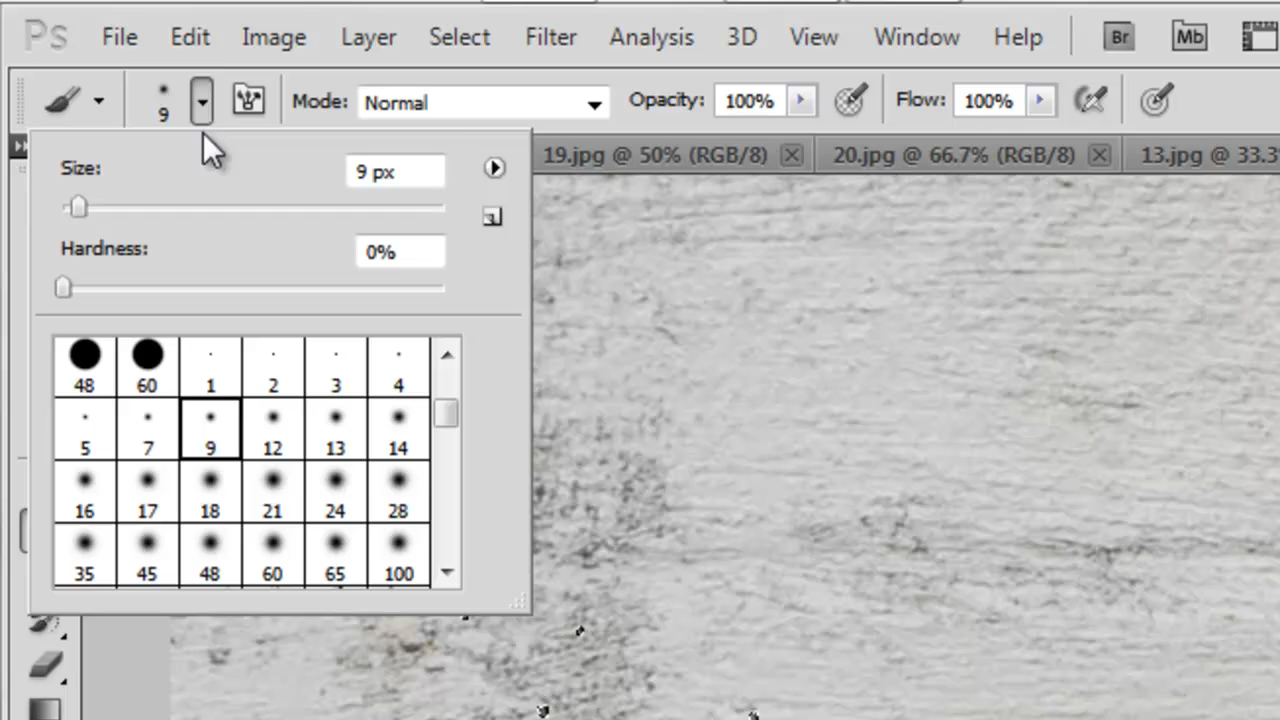 Ps File Edit Image Layer Select Filter Analysis 3D View Window Help Br Mb
9 Mode: Normal Opacity: 100% Flow: 100%
19.jpg @ 50% (RGB/8) 20.jpg @ 66.7% (RGB/8) 13.jpg @ 33.3
Size: 9 px
Hardness: 0%
48 60 1 2 3 4
5 7 9 12 13 14
16 17 18 21 24 28
35 45 48 60 65 100